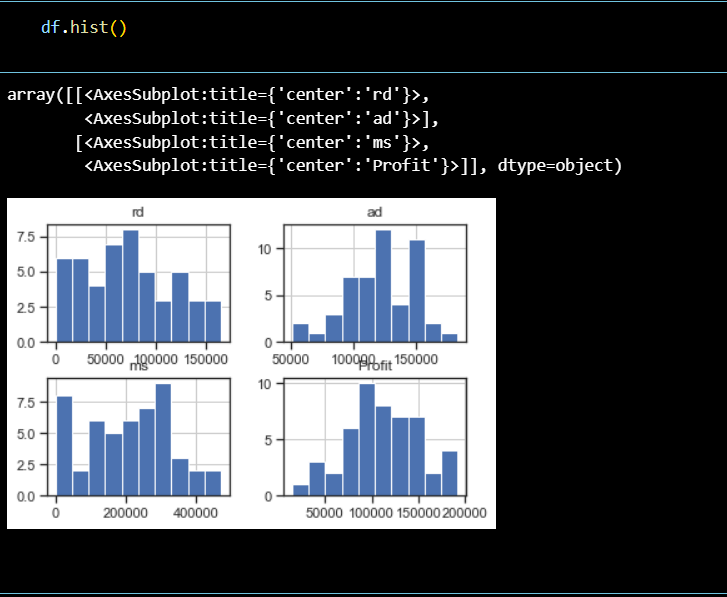 df.hist()
array([[<AxesSubplot:title={'center':'rd'}>,
<AxesSubplot:title={'center':'ad'}>],
[<AxesSubplot:title={'center':'ms'}>,
<AxesSubplot:title={'center':'Profit'}>]], dtype=object)
rd
7.5
5.0
2.5
0.0
0 50000 100000 150000
ad
10
5
0
50000 100000 150000
ms
7.5
5.0
2.5
0.0
0 200000 400000
Profit
10
5
0
50000 100000 150000 200000